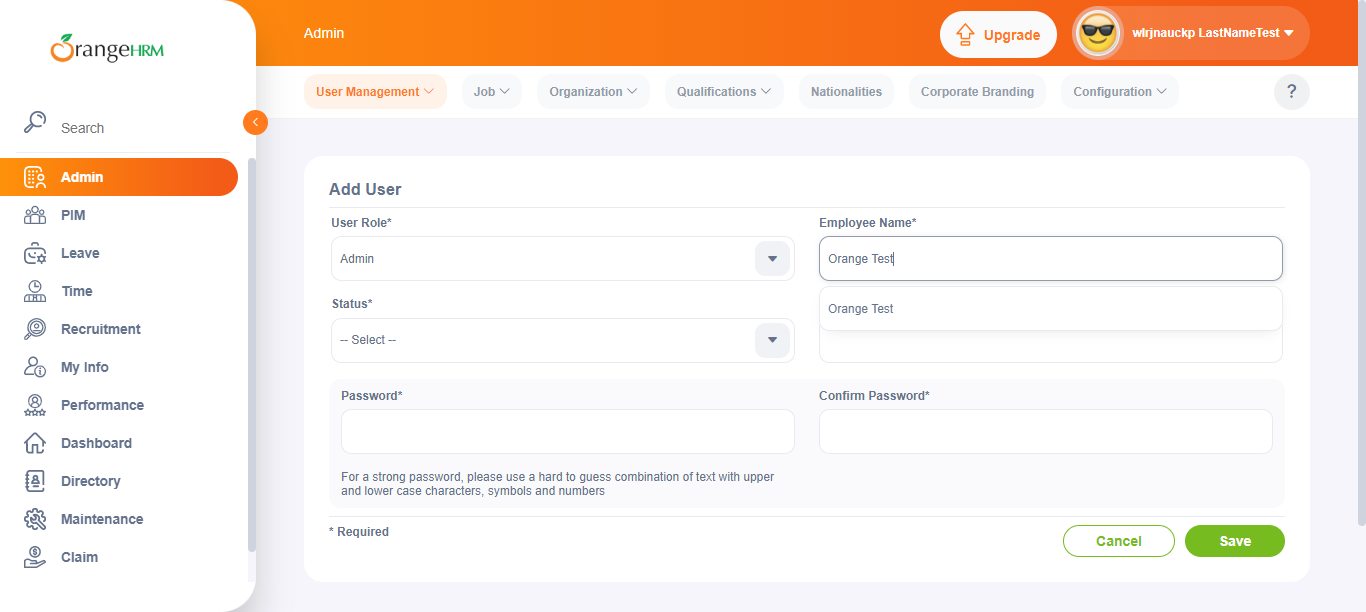 OrangeHRM
Search
Admin
PIM
Leave
Time
Recruitment
My Info
Performance
Dashboard
Directory
Maintenance
Claim
Admin
Upgrade
wlrjnauckp LastNameTest
User Management
Job
Organization
Qualifications
Nationalities
Corporate Branding
Configuration
?
Add User
User Role*
Admin
Employee Name*
Orange Test
Orange Test
Status*
-- Select --
Password*
Confirm Password*
For a strong password, please use a hard to guess combination of text with upper
and lower case characters, symbols and numbers
* Required
Cancel
Save